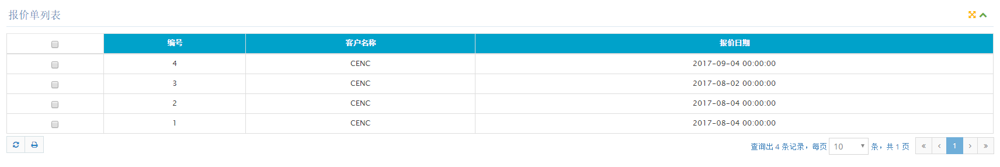 报价单列表
编号 客户名称 报价日期
4 CENC 2017-09-04 00:00:00
3 CENC 2017-08-02 00:00:00
2 CENC 2017-08-04 00:00:00
1 CENC 2017-08-04 00:00:00
查询出 4 条记录，每页 10 条，共 1 页 « ‹ 1 › »